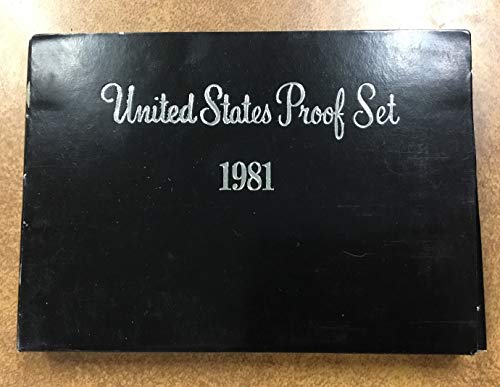 United States Proof Set
1981